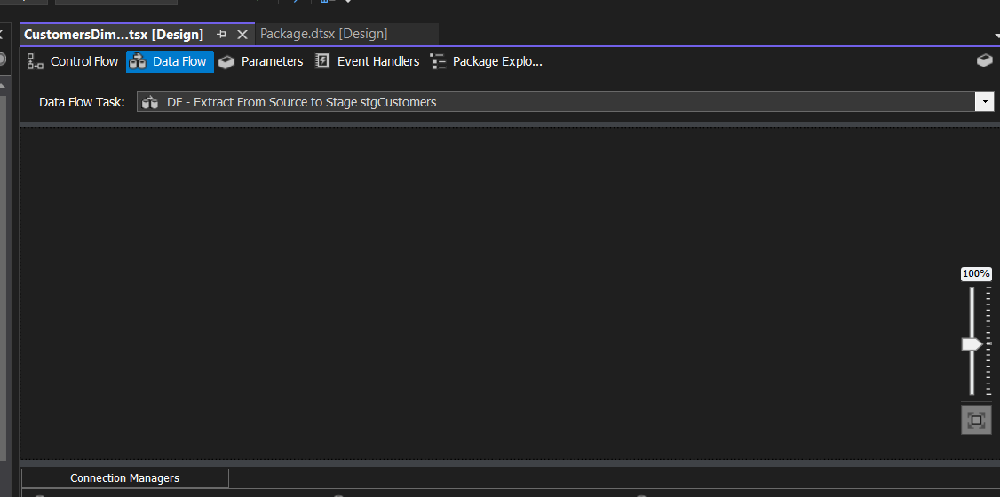 CustomersDim...tsx [Design] Package.dtsx [Design]
Control Flow Data Flow Parameters Event Handlers Package Explo...
Data Flow Task: DF - Extract From Source to Stage stgCustomers
100%
Connection Managers